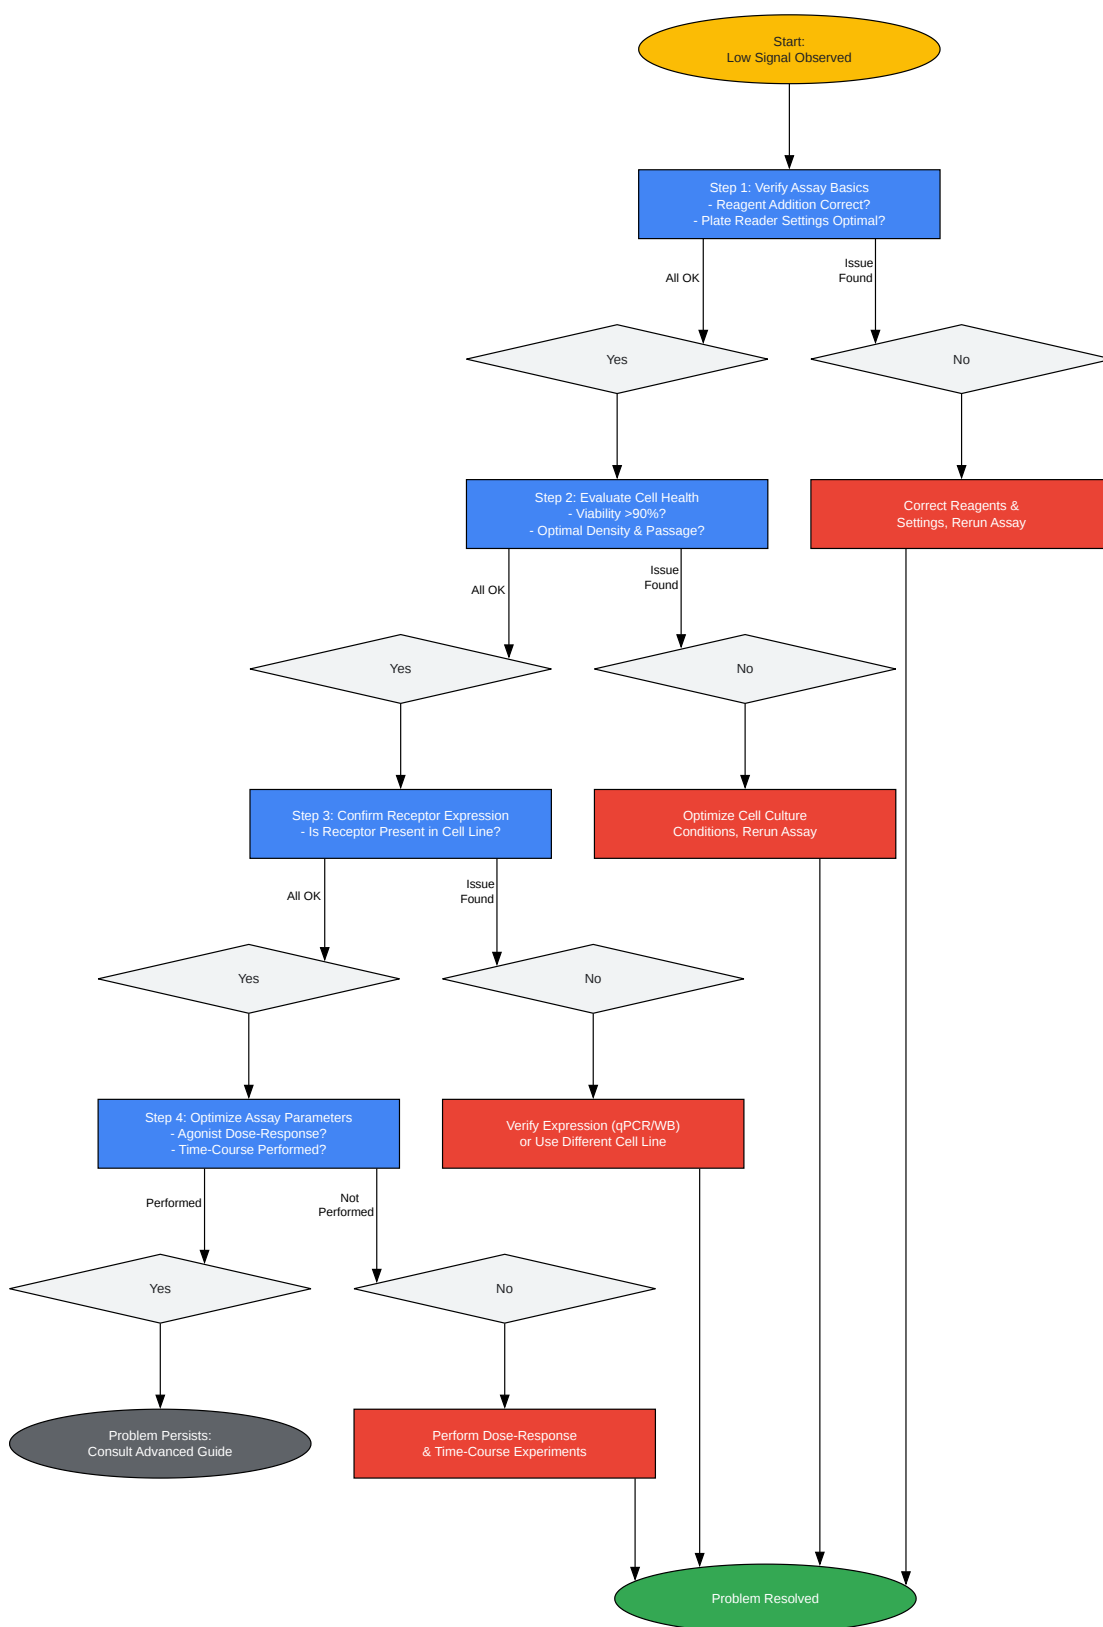 Start:
Low Signal Observed
Step 1: Verify Assay Basics
- Reagent Addition Correct?
- Plate Reader Settings Optimal?
All OK
Issue
Found
Yes
No
Step 2: Evaluate Cell Health
- Viability >90%?
- Optimal Density & Passage?
Correct Reagents &
Settings, Rerun Assay
All OK
Issue
Found
Yes
No
Step 3: Confirm Receptor Expression
- Is Receptor Present in Cell Line?
Optimize Cell Culture
Conditions, Rerun Assay
All OK
Issue
Found
Yes
No
Step 4: Optimize Assay Parameters
- Agonist Dose-Response?
- Time-Course Performed?
Verify Expression (qPCR/WB)
or Use Different Cell Line
Performed
Not
Performed
Yes
No
Problem Persists:
Consult Advanced Guide
Perform Dose-Response
& Time-Course Experiments
Problem Resolved